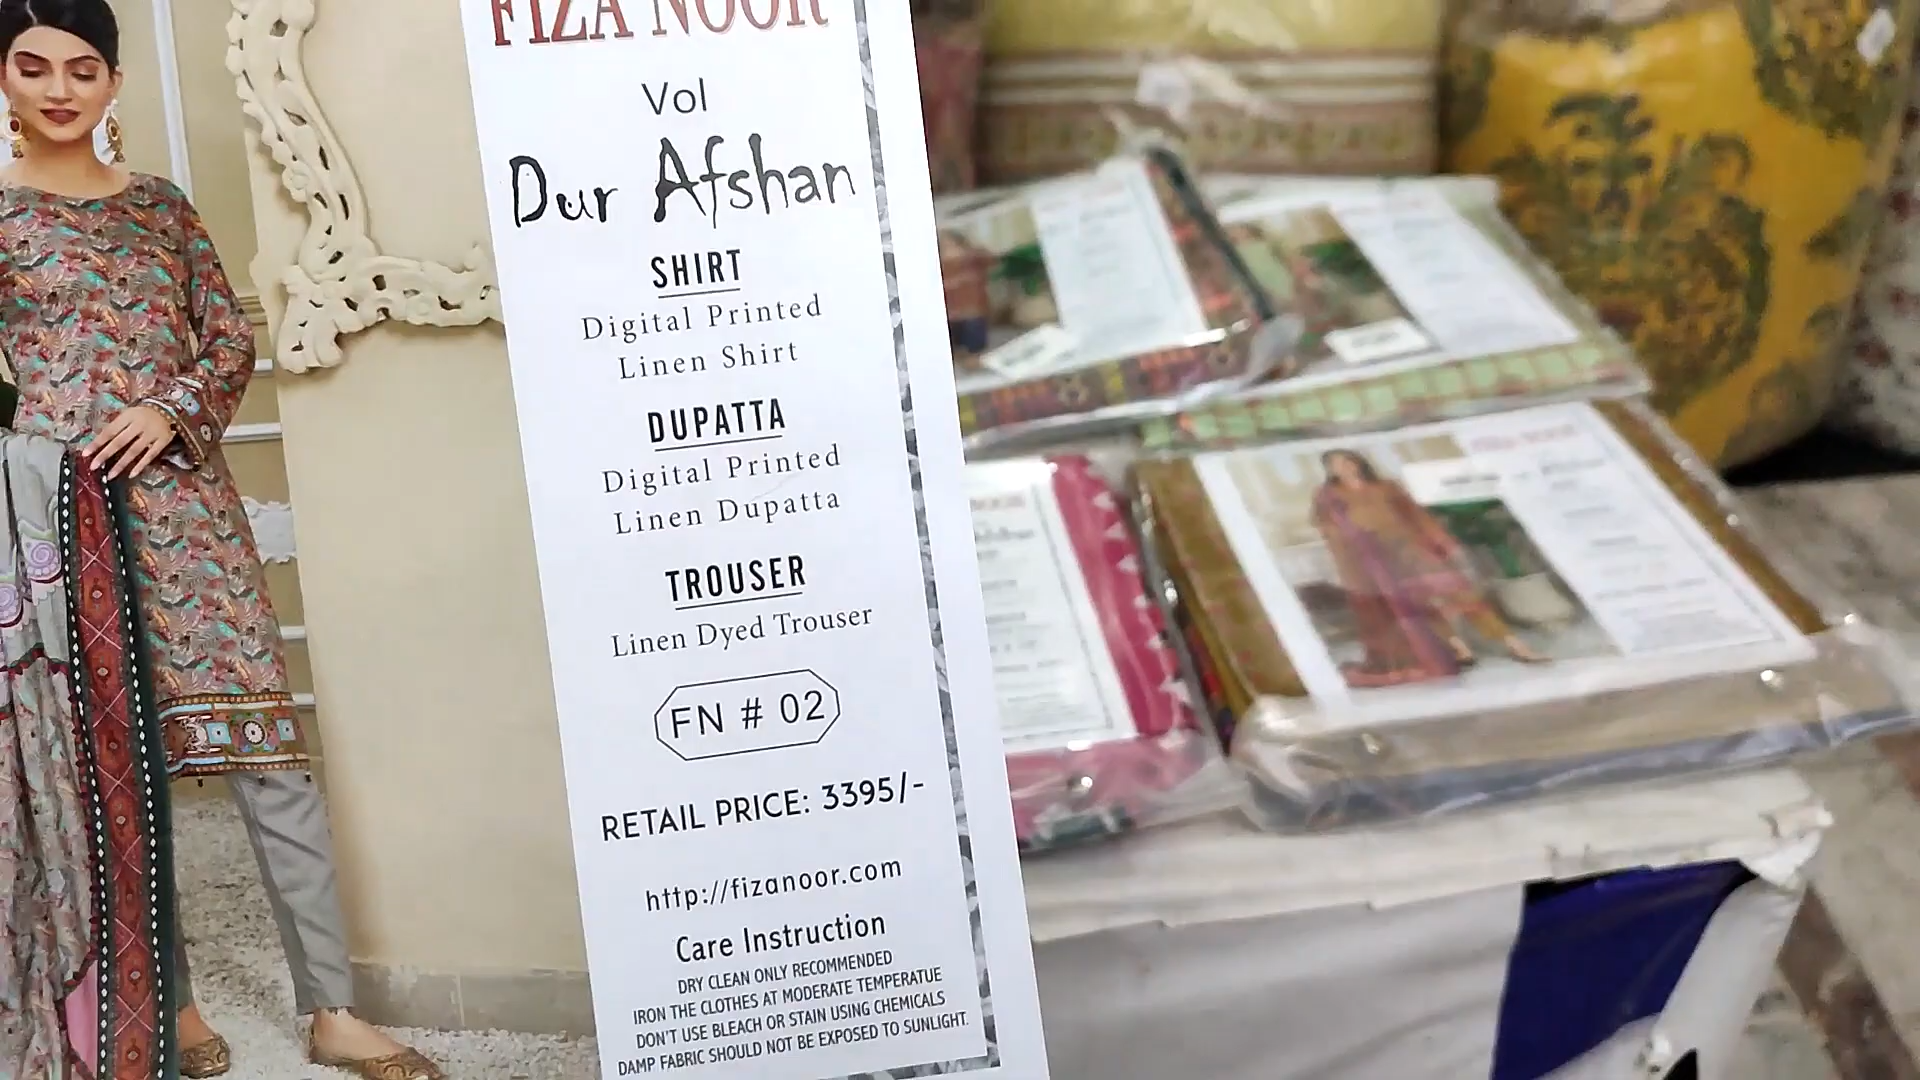 FIZA NOOR
Vol
Dur Afshan
SHIRT
Digital Printed
Linen Shirt
DUPATTA
Digital Printed
Linen Dupatta
TROUSER
Linen Dyed Trouser
FN # 02
RETAIL PRICE: 3395/-
http://fizanoor.com
Care Instruction
DRY CLEAN ONLY RECOMMENDED
IRON THE CLOTHES AT MODERATE TEMPERATUE
DON'T USE BLEACH OR STAIN USING CHEMICALS
DAMP FABRIC SHOULD NOT BE EXPOSED TO SUNLIGHT.